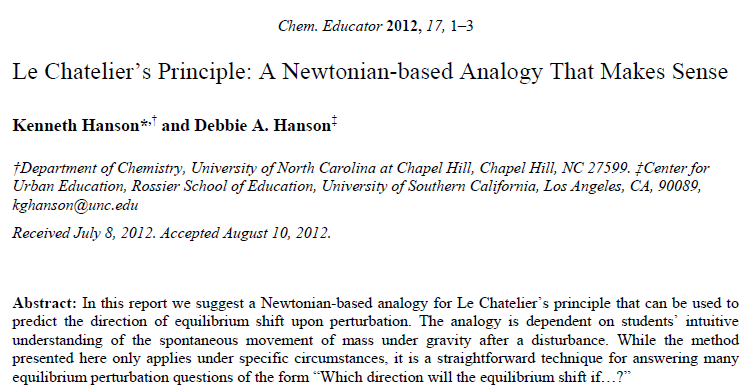 Chem. Educator 2012, 17, 1–3
Le Chatelier's Principle: A Newtonian-based Analogy That Makes Sense
Kenneth Hanson*,† and Debbie A. Hanson‡
†Department of Chemistry, University of North Carolina at Chapel Hill, Chapel Hill, NC 27599. ‡Center for
Urban Education, Rossier School of Education, University of Southern California, Los Angeles, CA, 90089,
kghanson@unc.edu
Received July 8, 2012. Accepted August 10, 2012.
Abstract: In this report we suggest a Newtonian-based analogy for Le Chatelier's principle that can be used to
predict the direction of equilibrium shift upon perturbation. The analogy is dependent on students' intuitive
understanding of the spontaneous movement of mass under gravity after a disturbance. While the method
presented here only applies under specific circumstances, it is a straightforward technique for answering many
equilibrium perturbation questions of the form “Which direction will the equilibrium shift if…?”